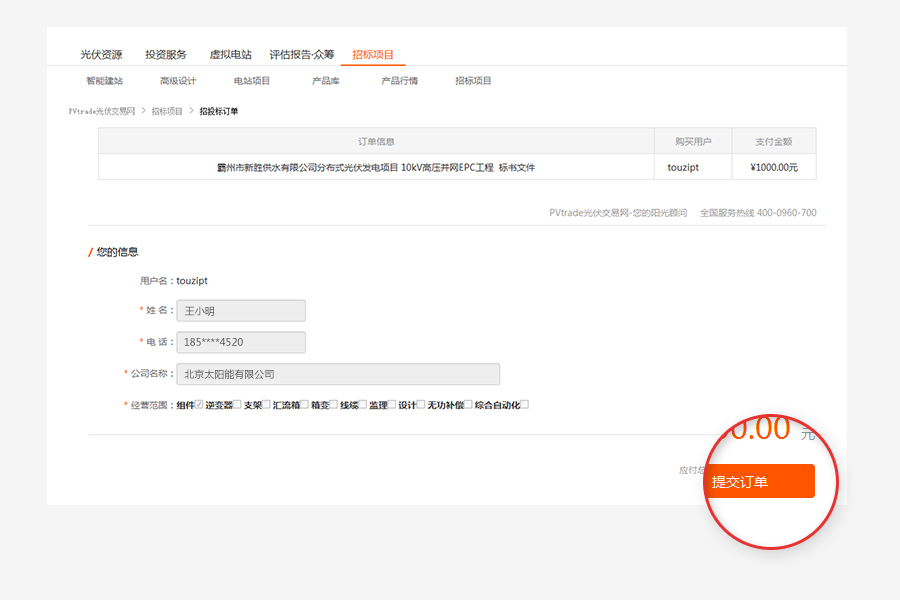 光伏资源 投资服务 虚拟电站 评估报告·众筹 招标项目
智能建站 高级设计 电站项目 产品库 产品行情 招标项目
PVtrade光伏交易网 > 招标项目 > 招投标订单
订单信息 购买用户 支付金额
霸州市新胜供水有限公司分布式光伏发电项目 10kV高压并网EPC工程 标书文件 touzipt ¥1000.00元
PVtrade光伏交易网-您的阳光顾问 全国服务热线 400-0960-700
/ 您的信息
用户名：touzipt
* 姓 名： 王小明
* 电 话： 185****4520
* 公司名称： 北京太阳能有限公司
* 经营范围：组件 逆变器 支架 汇流箱 箱变 线缆 监理 设计 无功补偿 综合自动化
0.00 元
应付总
提交订单